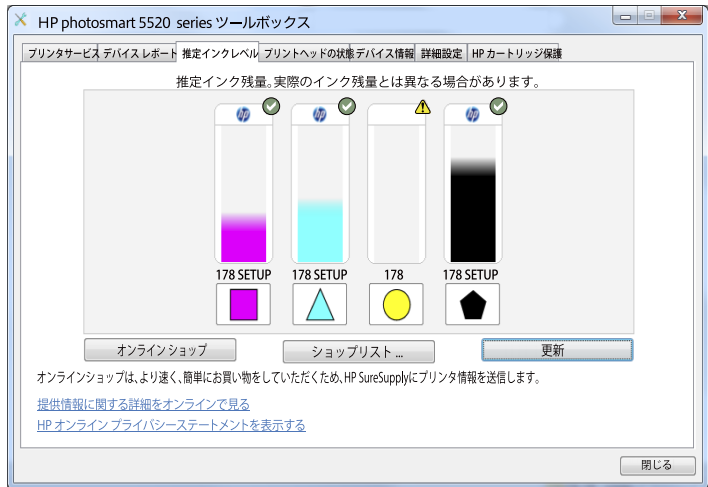 HP photosmart 5520 series ツールボックス
プリンタサービス デバイスレポート 推定インクレベル プリントヘッドの状態 デバイス情報 詳細設定 HP カートリッジ保護
推定インク残量。実際のインク残量とは異なる場合があります。
hp hp hp
178 SETUP 178 SETUP 178 178 SETUP
オンラインショップ ショップリスト ... 更新
オンラインショップは、より速く、簡単にお買い物をしていただくため、HP SureSupplyにプリンタ情報を送信します。
提供情報に関する詳細をオンラインで見る
HP オンライン プライバシーステートメントを表示する
閉じる